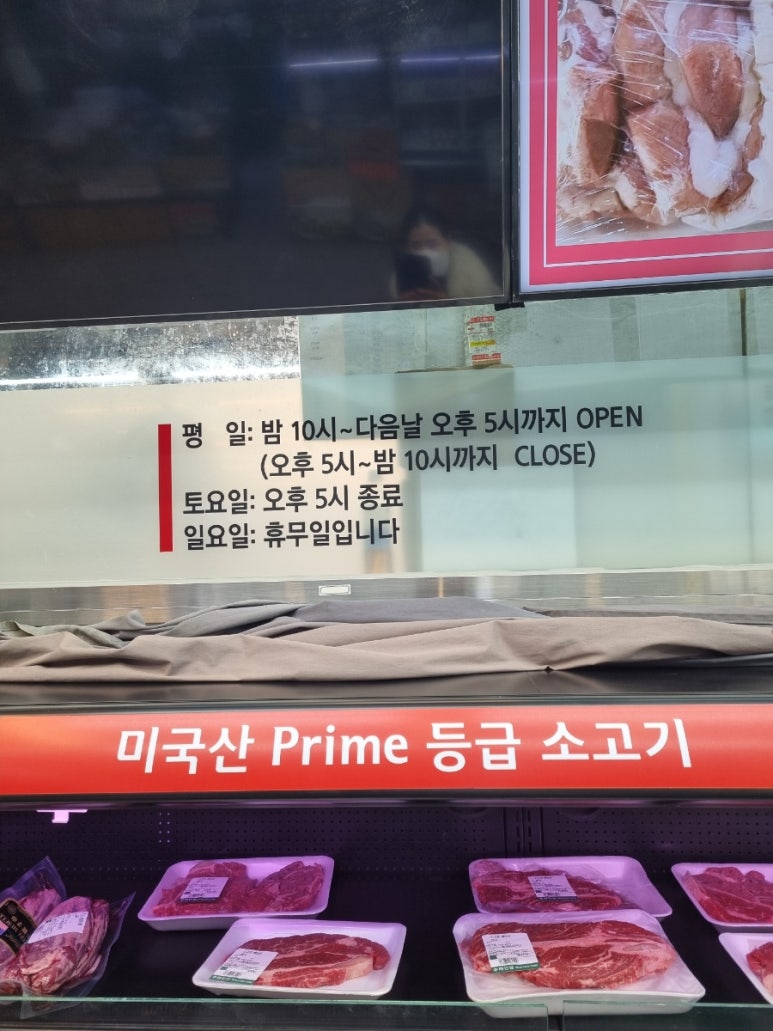 평 일: 밤 10시~다음날 오후 5시까지 OPEN
(오후 5시~밤 10시까지 CLOSE)
토요일: 오후 5시 종료
일요일: 휴무일입니다
미국산 Prime 등급 소고기